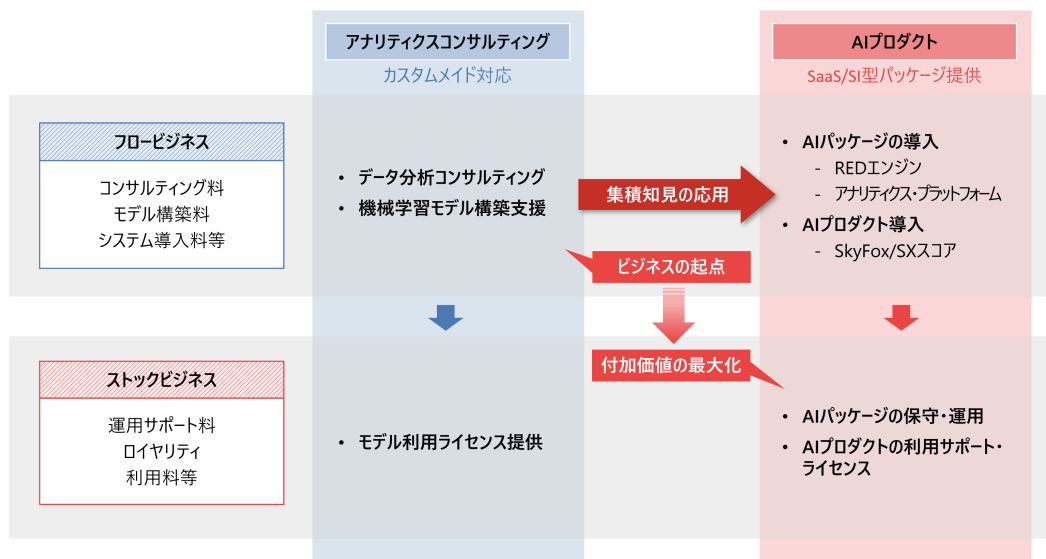 アナリティクスコンサルティング
カスタムメイド対応
AIプロダクト
SaaS/SI型パッケージ提供
フロービジネス
コンサルティング料
モデル構築料
システム導入料等
• データ分析コンサルティング
• 機械学習モデル構築支援
集積知見の応用
• AIパッケージの導入
- REDエンジン
- アナリティクス・プラットフォーム
• AIプロダクト導入
- SkyFox/SXスコア
ビジネスの起点
付加価値の最大化
ストックビジネス
運用サポート料
ロイヤリティ
利用料等
• モデル利用ライセンス提供
• AIパッケージの保守・運用
• AIプロダクトの利用サポート・
ライセンス